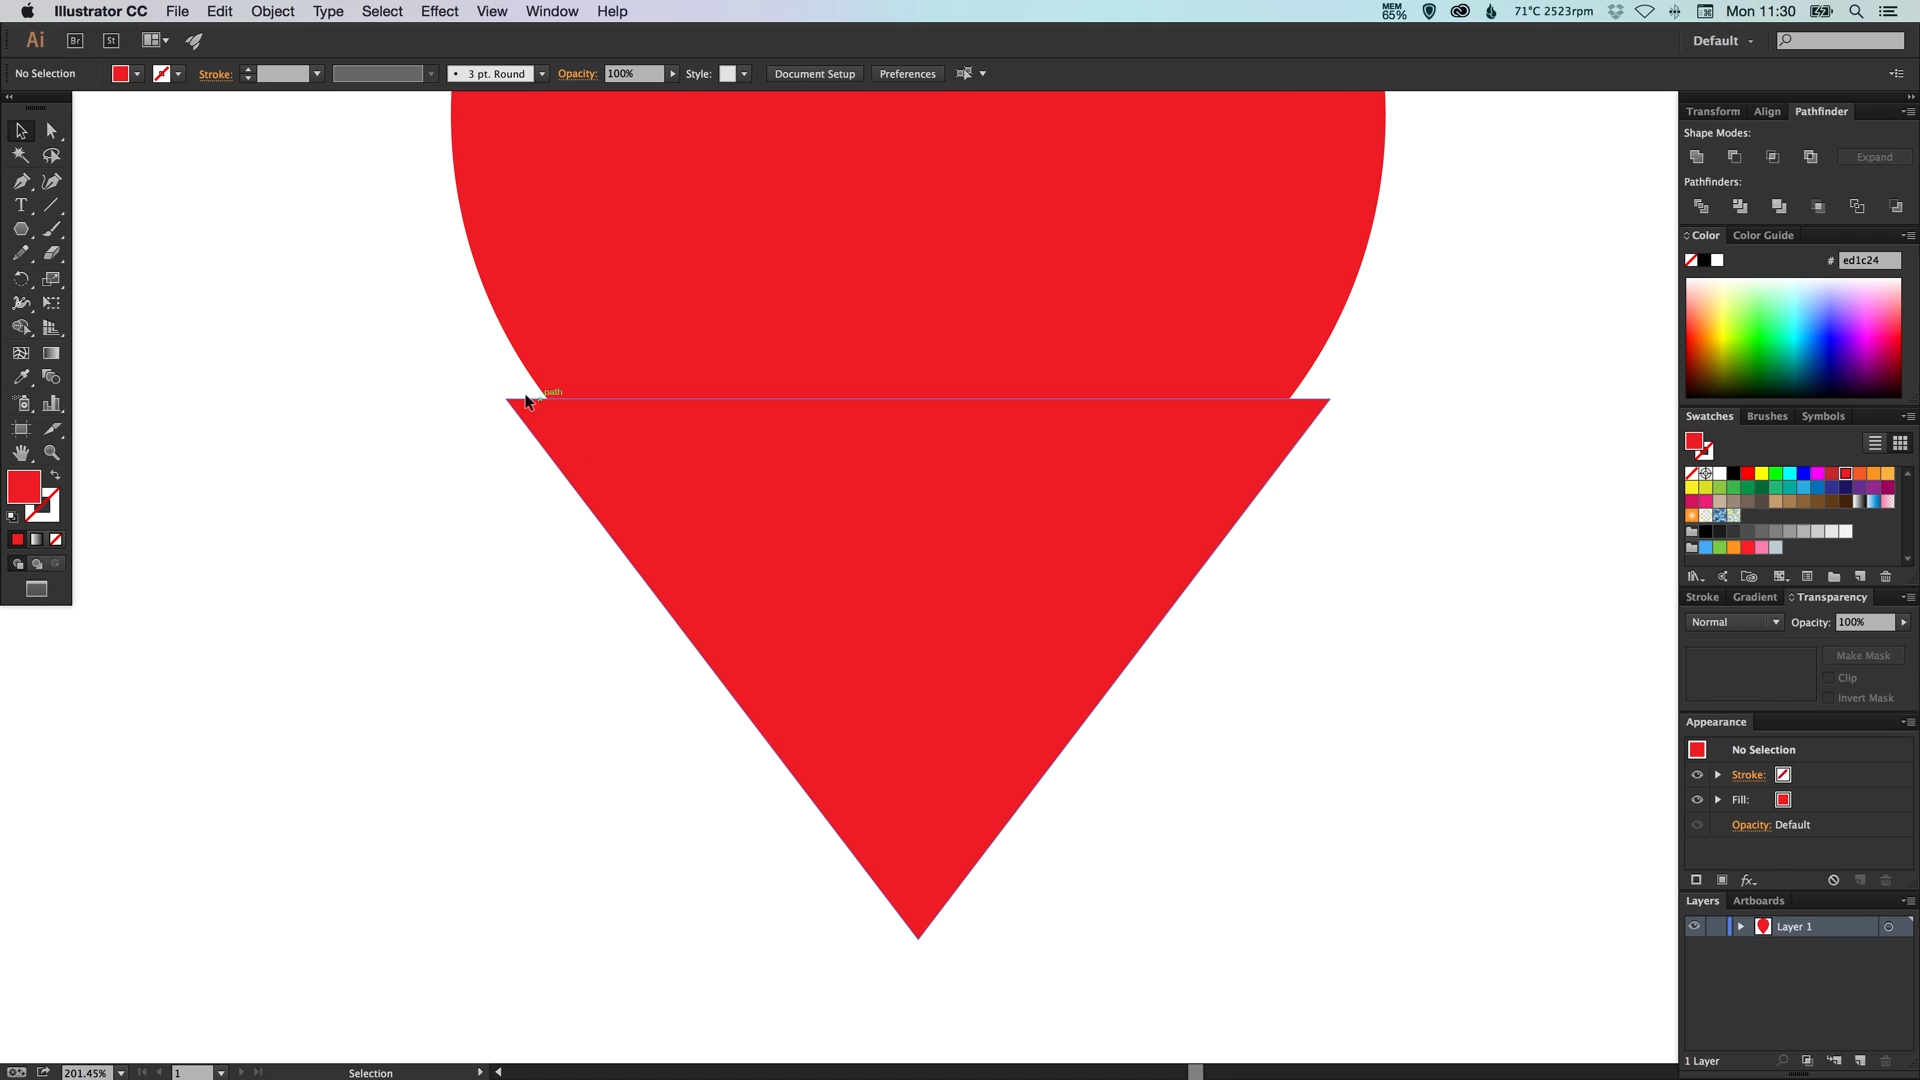 Illustrator CC File Edit Object Type Select Effect View Window Help MEM 65% 71°C 2523rpm Mon 11:30
Ai Br St Default
No Selection Stroke: 3 pt. Round Opacity: 100% Style: Document Setup Preferences
Transform Align Pathfinder
Shape Modes:
Expand
Pathfinders:
Color Color Guide
# ed1c24
path
Swatches Brushes Symbols
Stroke Gradient Transparency
Normal Opacity: 100%
Make Mask
Clip
Invert Mask
Appearance
No Selection
Stroke:
Fill:
Opacity: Default
fx
Layers Artboards
Layer 1
1 Layer
201.45% 1 Selection